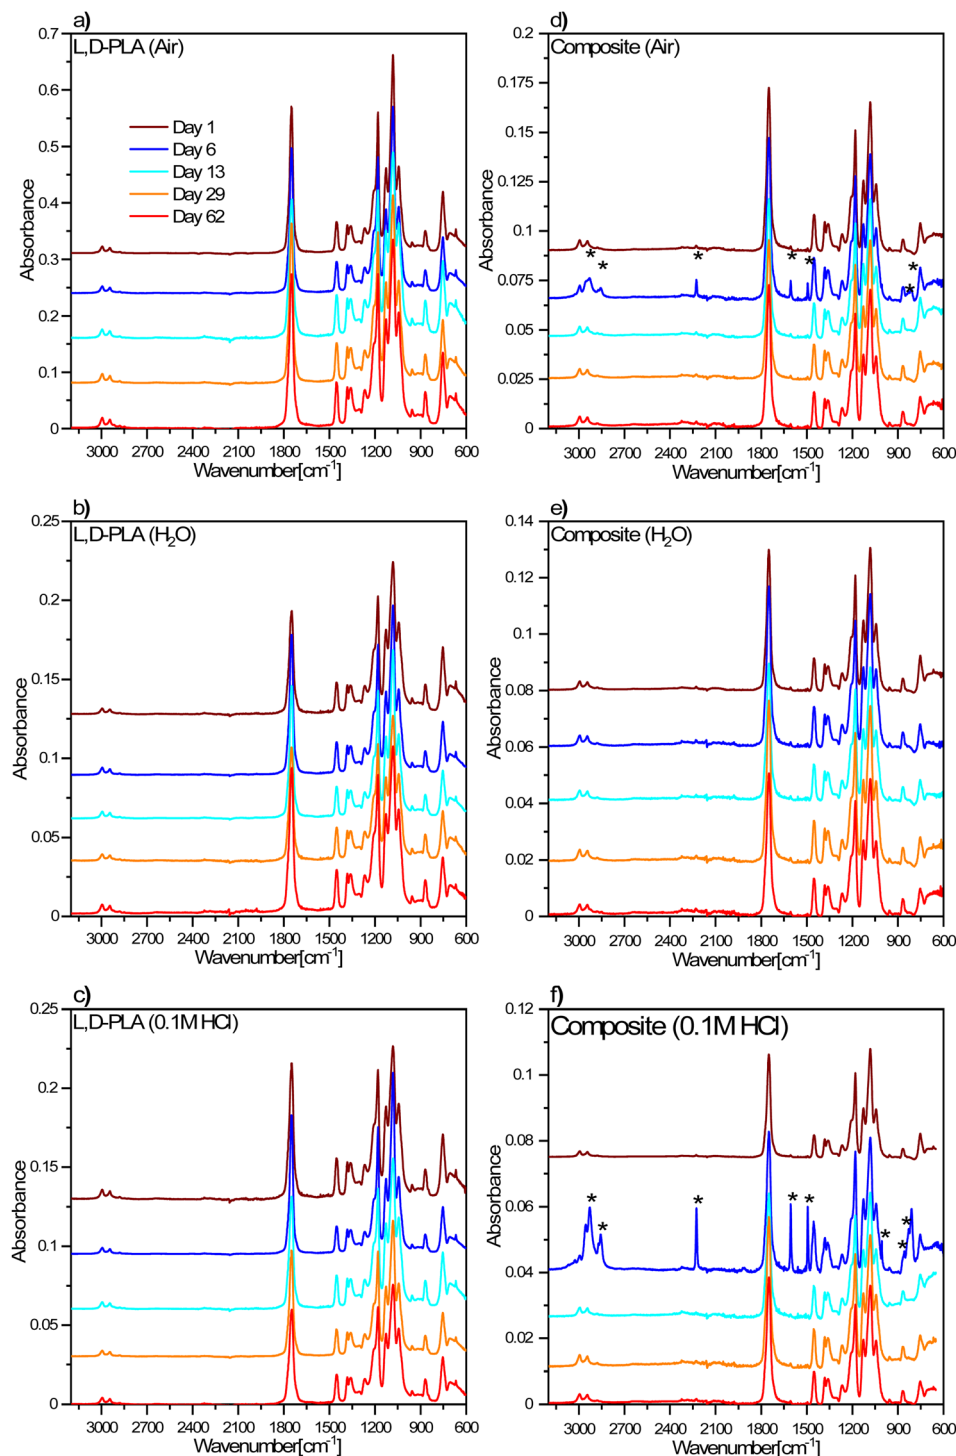 a)
L,D-PLA (Air)
0.7
0.6
0.5
0.4
0.3
0.2
0.1
0
Absorbance
Day 1
Day 6
Day 13
Day 29
Day 62
3000 2700 2400 2100 1800 1500 1200 900 600
Wavenumber[cm⁻¹]
d)
Composite (Air)
0.2
0.175
0.15
0.125
0.1
0.075
0.05
0.025
0
Absorbance
* * * * * * *
3000 2700 2400 2100 1800 1500 1200 900 600
Wavenumber[cm⁻¹]
b)
L,D-PLA (H₂O)
0.25
0.2
0.15
0.1
0.05
0
Absorbance
3000 2700 2400 2100 1800 1500 1200 900 600
Wavenumber[cm⁻¹]
e)
Composite (H₂O)
0.14
0.12
0.1
0.08
0.06
0.04
0.02
0
Absorbance
3000 2700 2400 2100 1800 1500 1200 900 600
Wavenumber[cm⁻¹]
c)
L,D-PLA (0.1M HCl)
0.25
0.2
0.15
0.1
0.05
0
Absorbance
3000 2700 2400 2100 1800 1500 1200 900 600
Wavenumber[cm⁻¹]
f)
Composite (0.1M HCl)
0.12
0.1
0.08
0.06
0.04
0.02
0
Absorbance
* * * * * * * *
3000 2700 2400 2100 1800 1500 1200 900 600
Wavenumber[cm⁻¹]